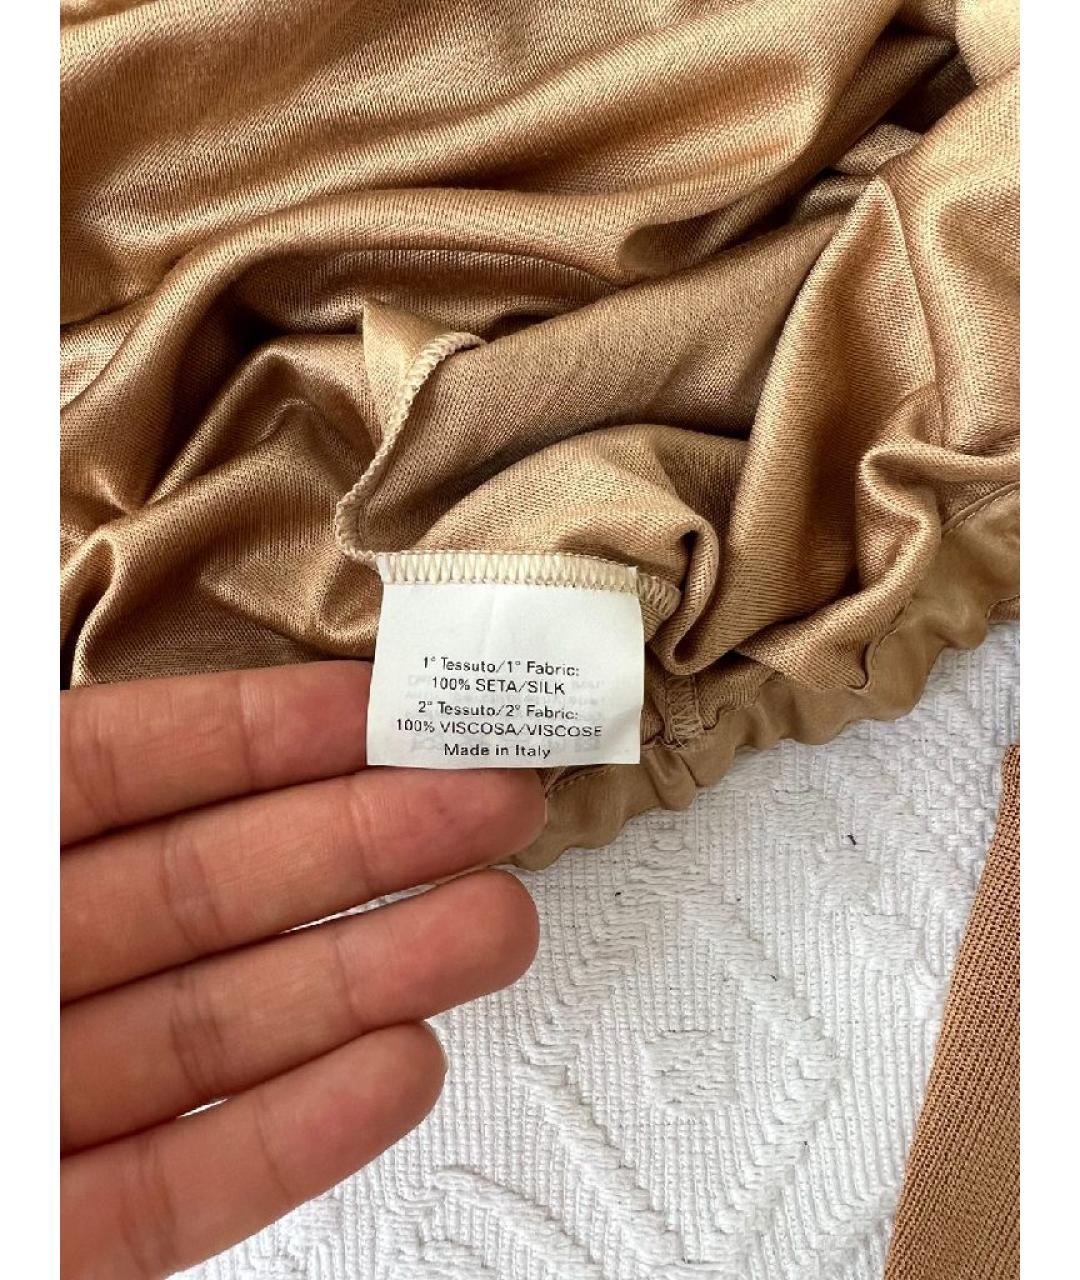 1° Tessuto/1° Fabric:
100% SETA/SILK
2° Tessuto/2° Fabric:
100% VISCOSA/VISCOSE
Made in Italy